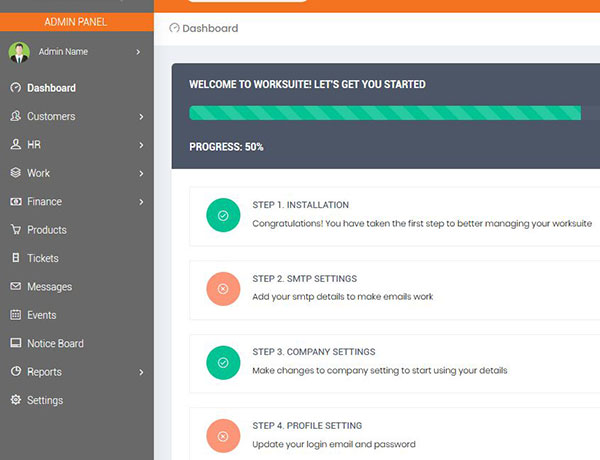 ADMIN PANEL
Admin Name
Dashboard
Customers
HR
Work
Finance
Products
Tickets
Messages
Events
Notice Board
Reports
Settings
Dashboard
WELCOME TO WORKSUITE! LET'S GET YOU STARTED
PROGRESS: 50%
STEP 1. INSTALLATION
Congratulations! You have taken the first step to better managing your worksuite
STEP 2. SMTP SETTINGS
Add your smtp details to make emails work
STEP 3. COMPANY SETTINGS
Make changes to company setting to start using your details
STEP 4. PROFILE SETTING
Update your login email and password